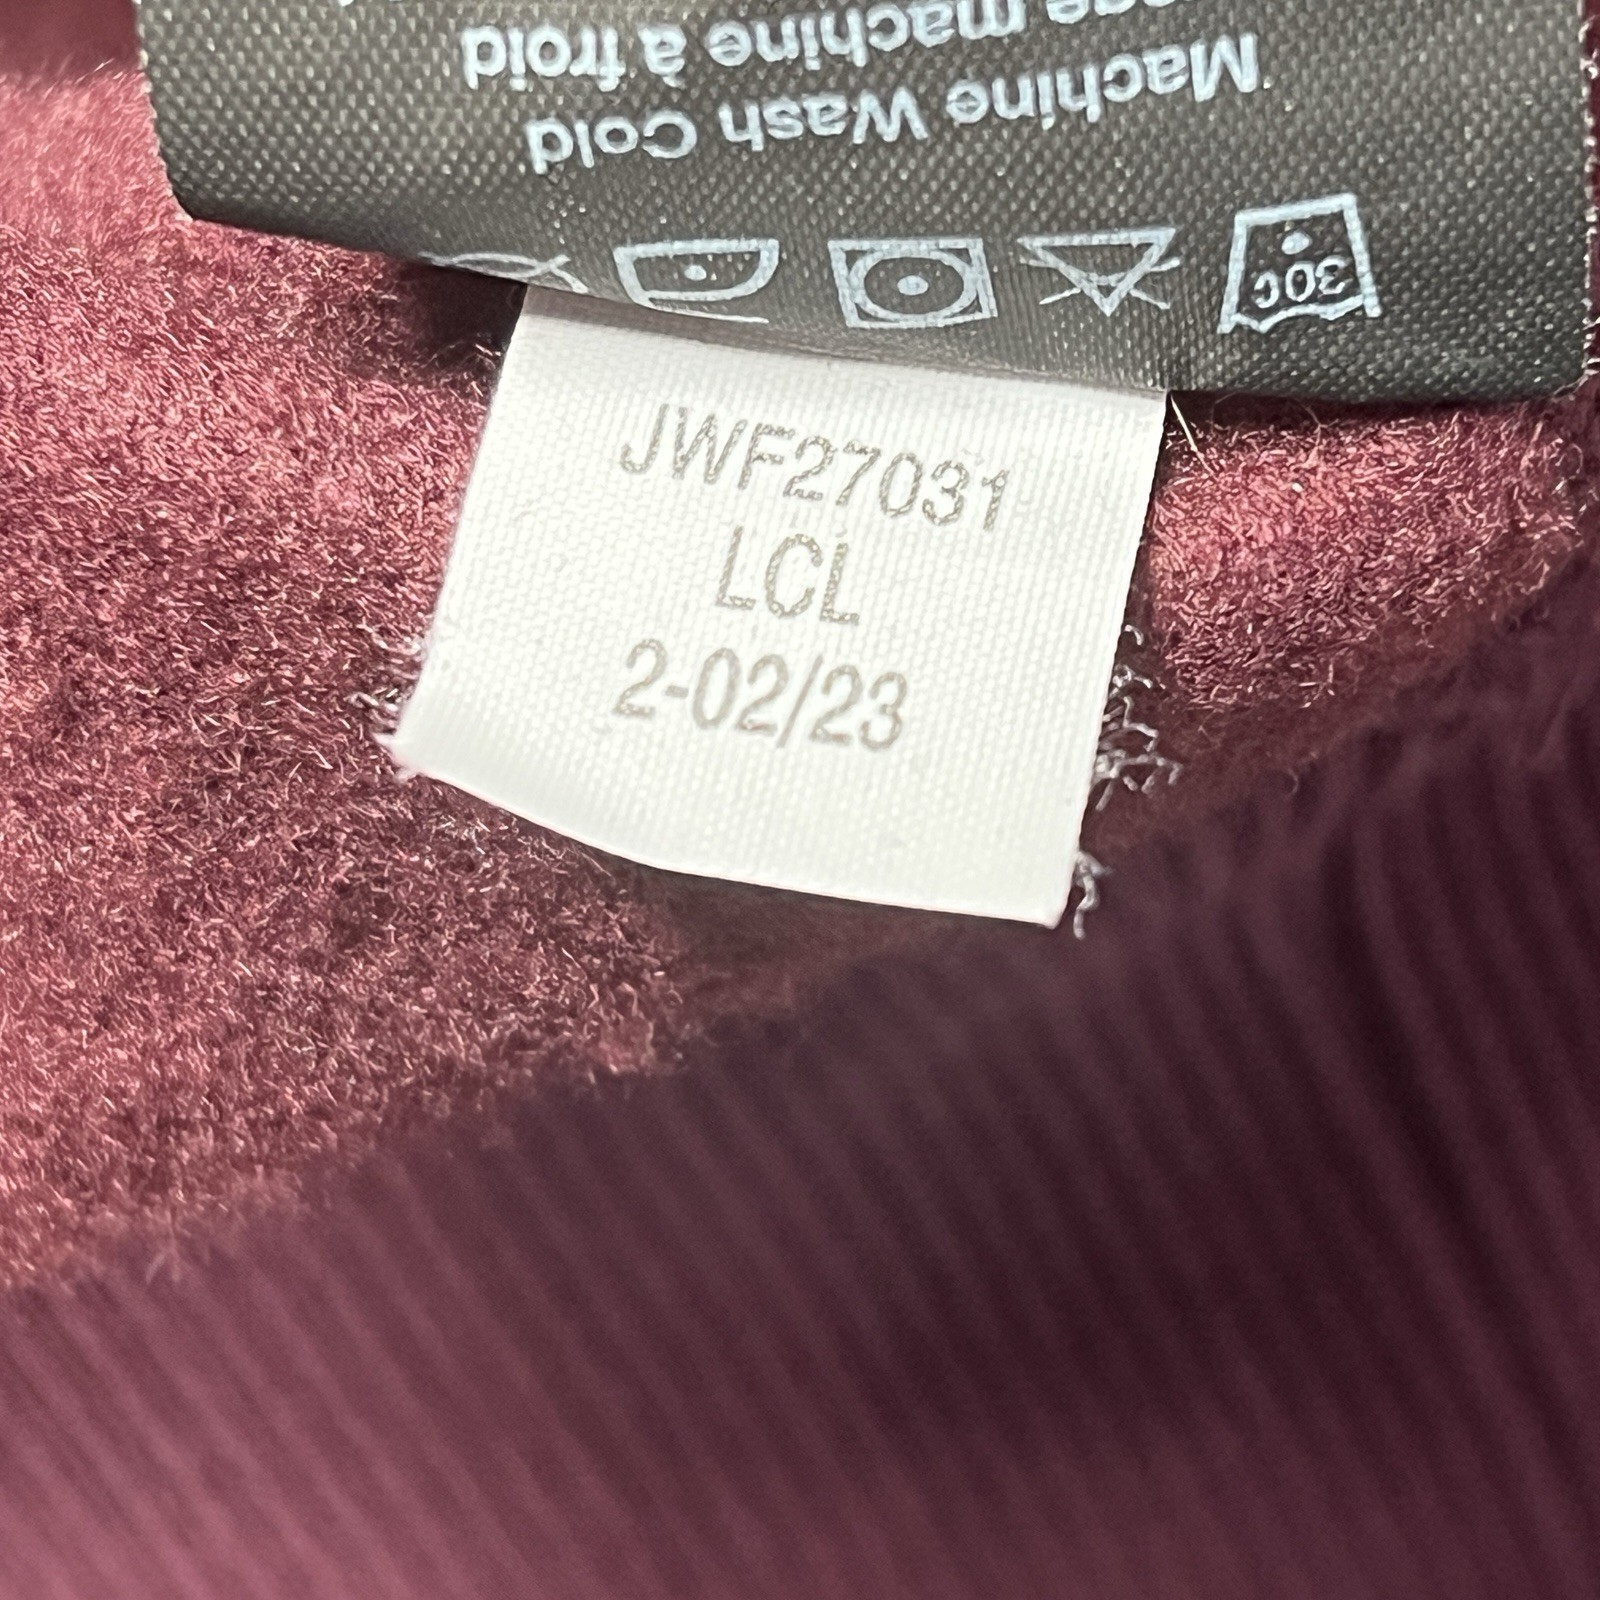 Machine Wash Cold
machine à froid
30c
JWF27031
LCL
2-02/23